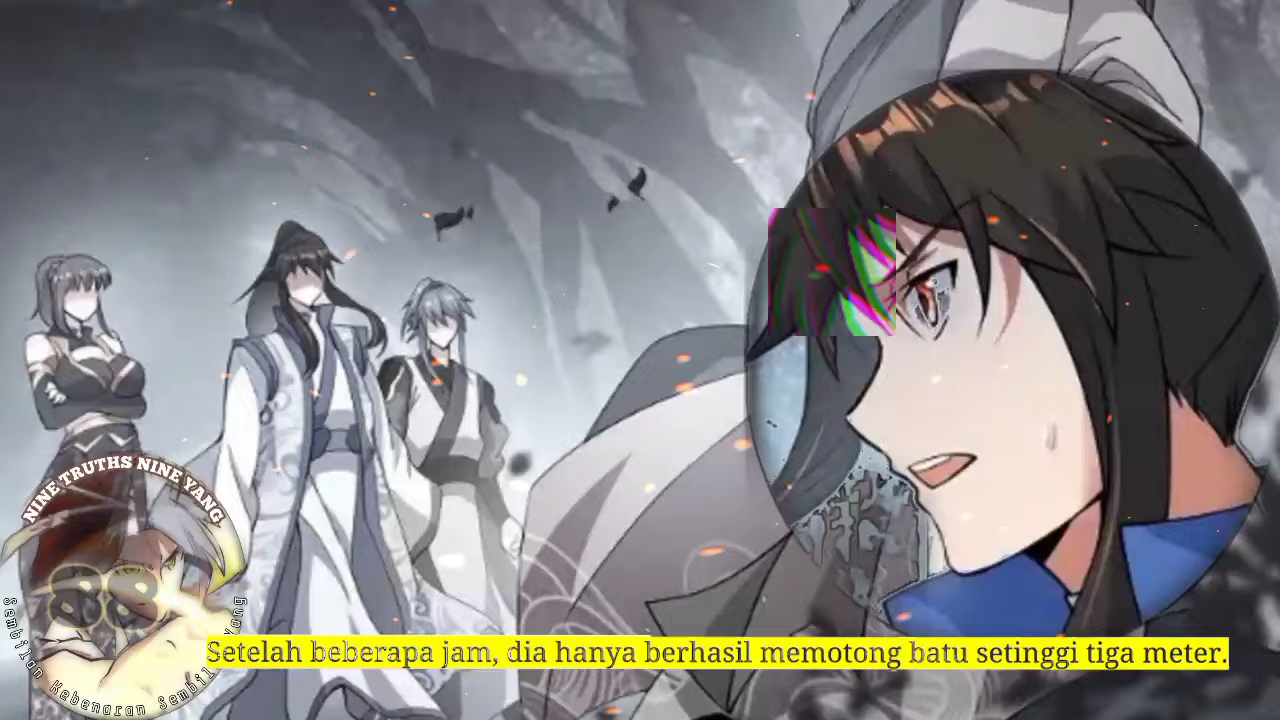 NINE TRUTHS NINE YANG
88
Sembilan Kebenaran Sembilan Yang
Setelah beberapa jam, dia hanya berhasil memotong batu setinggi tiga meter.